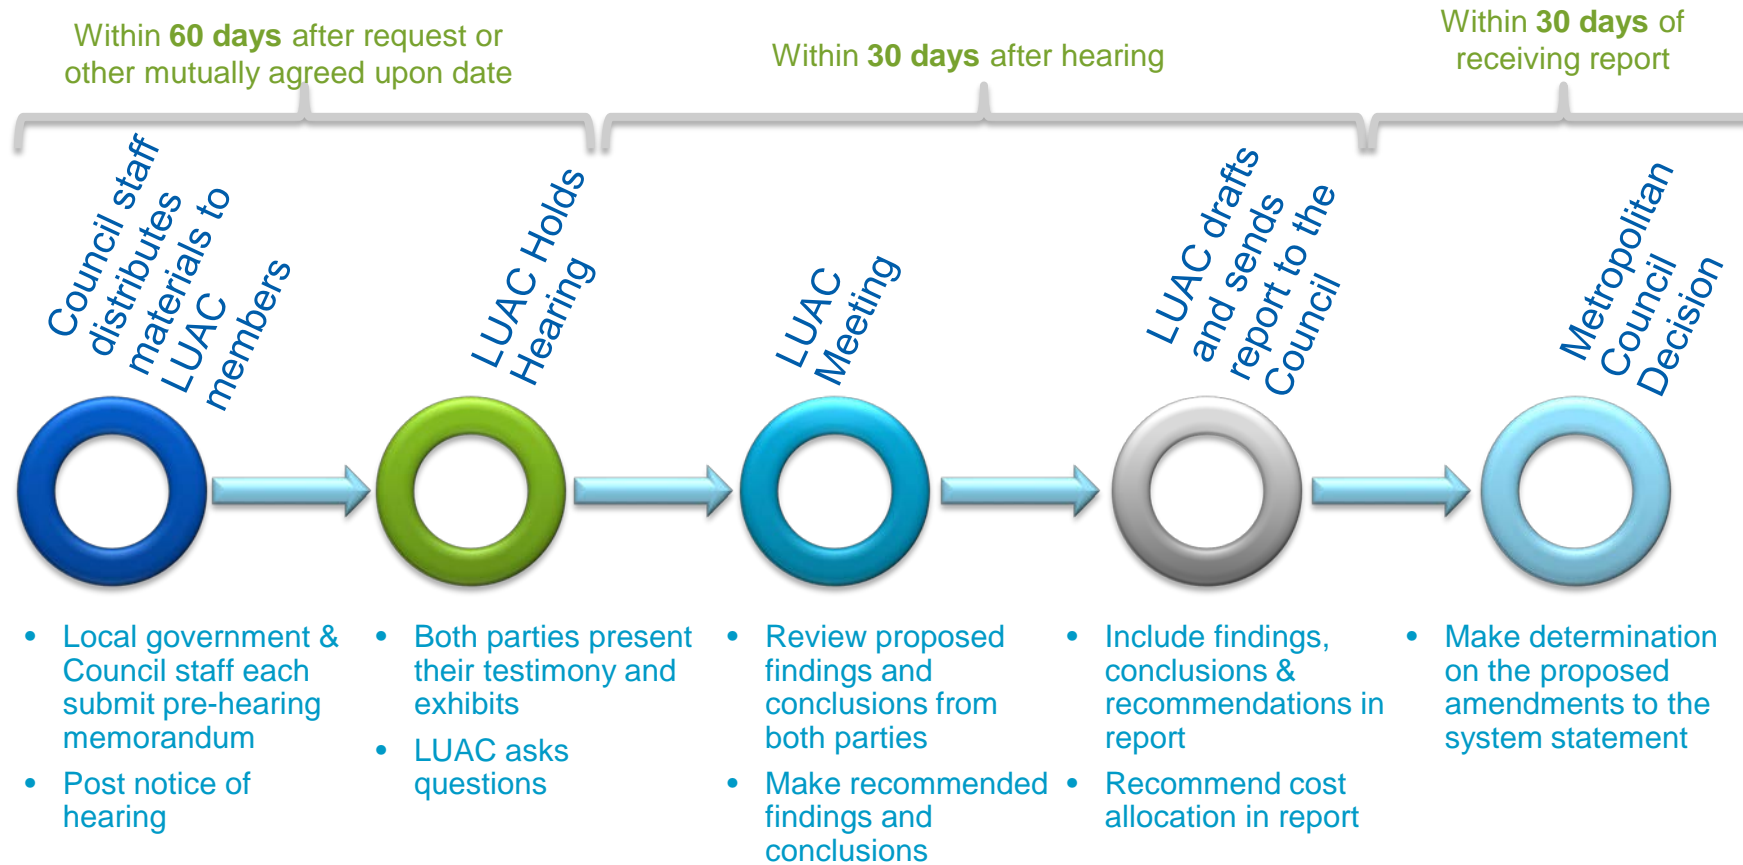 Within 60 days after request or
other mutually agreed upon date
Within 30 days after hearing
Within 30 days of
receiving report
Council staff
distributes
materials to
LUAC
members
LUAC Holds
Hearing
LUAC
Meeting
LUAC drafts
and sends
report to the
Council
Metropolitan
Council
Decision
• Local government &
Council staff each
submit pre-hearing
memorandum
• Post notice of
hearing
• Both parties present
their testimony and
exhibits
• LUAC asks
questions
• Review proposed
findings and
conclusions from
both parties
• Make recommended
findings and
conclusions
• Include findings,
conclusions &
recommendations in
report
• Recommend cost
allocation in report
• Make determination
on the proposed
amendments to the
system statement